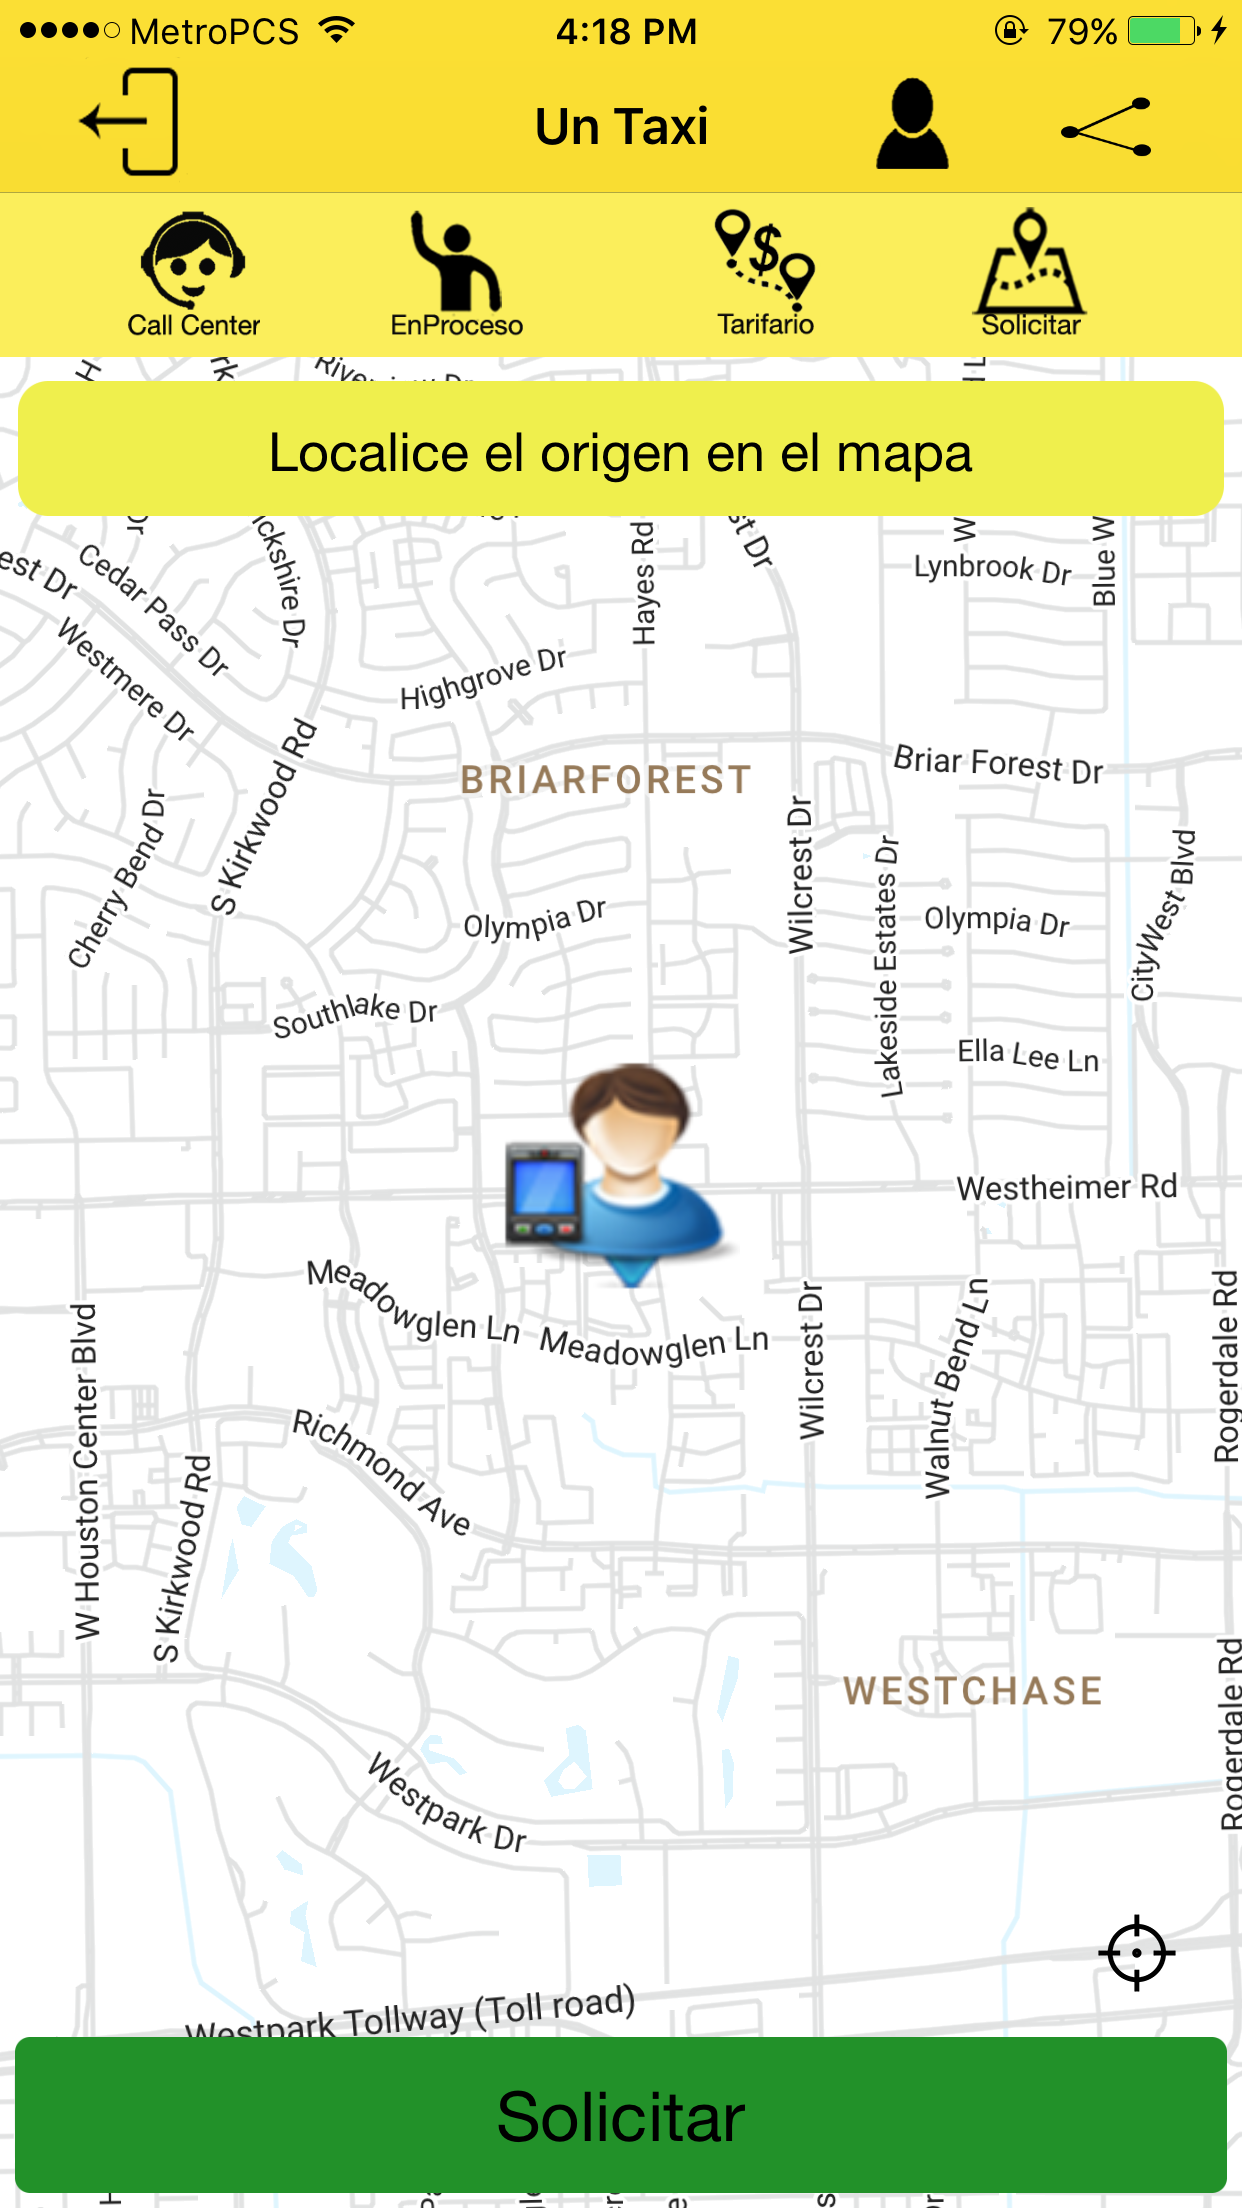 MetroPCS 4:18 PM 79%
Un Taxi
Call Center EnProceso Tarifario Solicitar
Localice el origen en el mapa
Hayes Rd
Lynbrook Dr
Cedar Pass Dr
Westmere Dr
Highgrove Dr
S Kirkwood Rd
BRIARFOREST
Briar Forest Dr
Cherry Bend Dr
Wilcrest Dr
Lakeside Estates Dr
CityWest Blvd
Olympia Dr
Olympia Dr
Southlake Dr
Ella Lee Ln
Westheimer Rd
Meadowglen Ln
Meadowglen Ln
Wilcrest Dr
Walnut Bend Ln
Rogerdale Rd
W Houston Center Blvd
Richmond Ave
S Kirkwood Rd
WESTCHASE
Rogerdale Rd
Westpark Dr
Westpark Tollway (Toll road)
Solicitar